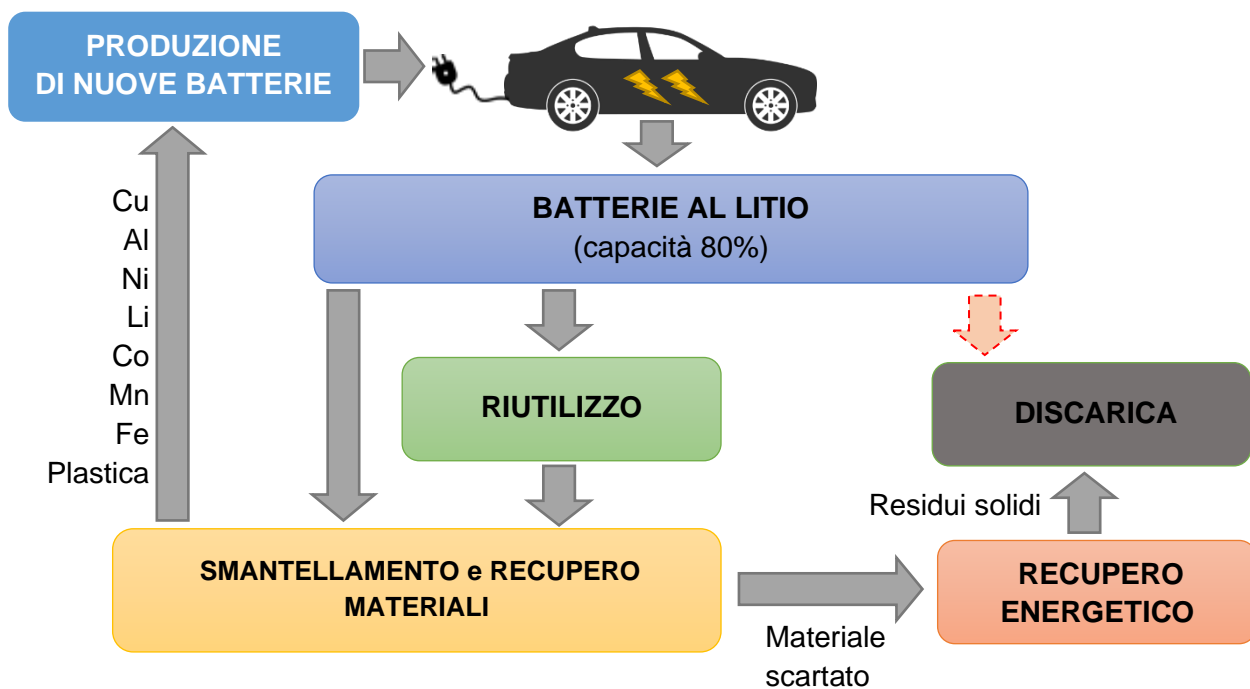 PRODUZIONE
DI NUOVE BATTERIE
BATTERIE AL LITIO
(capacità 80%)
Cu
Al
Ni
Li
Co
Mn
Fe
Plastica
RIUTILIZZO
DISCARICA
Residui solidi
SMANTELLAMENTO e RECUPERO
MATERIALI
RECUPERO
ENERGETICO
Materiale
scartato